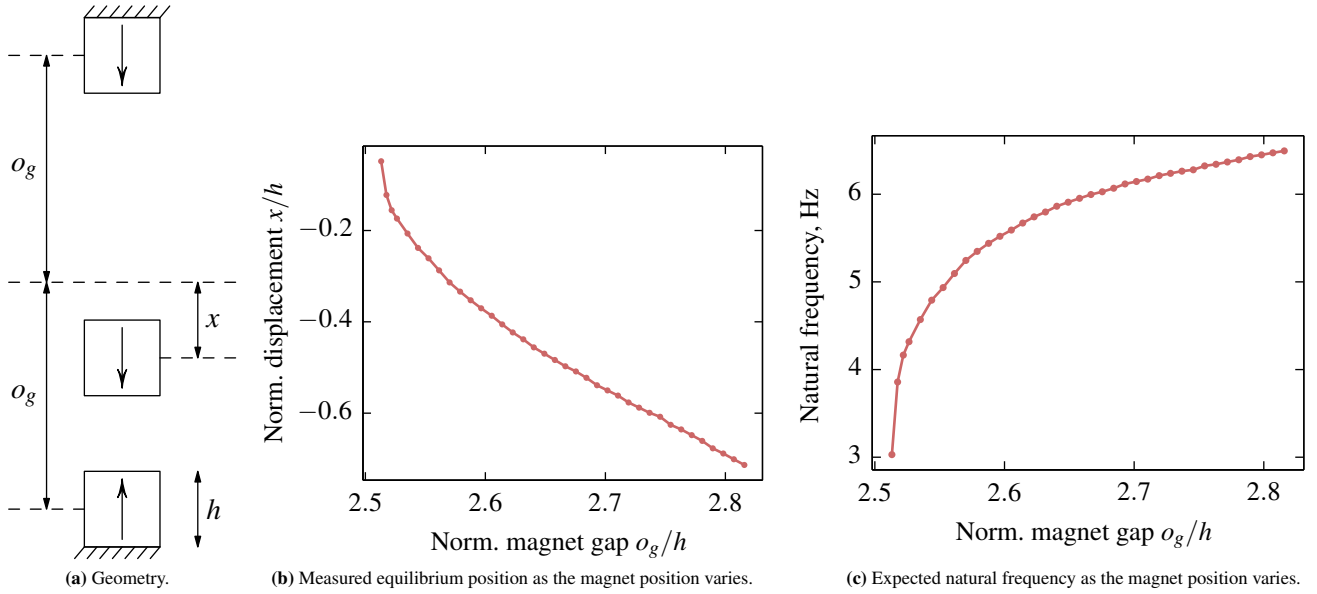 o_g
o_g
x
h
(a) Geometry.
Norm. displacement x/h
−0.2
−0.4
−0.6
2.5 2.6 2.7 2.8
Norm. magnet gap o_g/h
(b) Measured equilibrium position as the magnet position varies.
Natural frequency, Hz
6
5
4
3
2.5 2.6 2.7 2.8
Norm. magnet gap o_g/h
(c) Expected natural frequency as the magnet position varies.